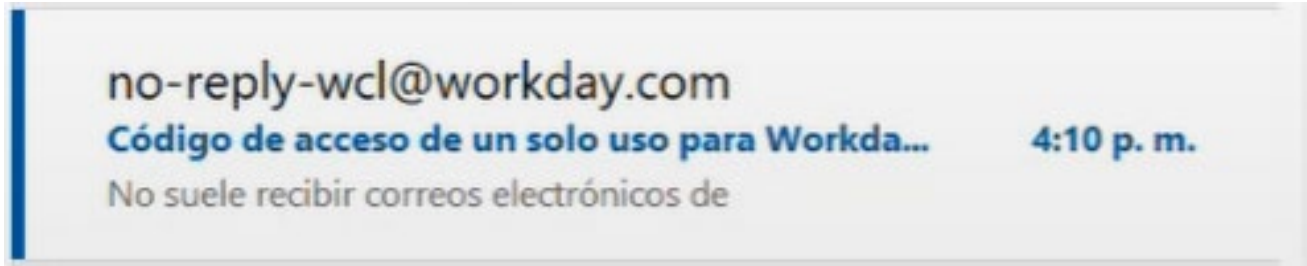 no-reply-wcl@workday.com
Código de acceso de un solo uso para Workda... 4:10 p. m.
No suele recibir correos electrónicos de